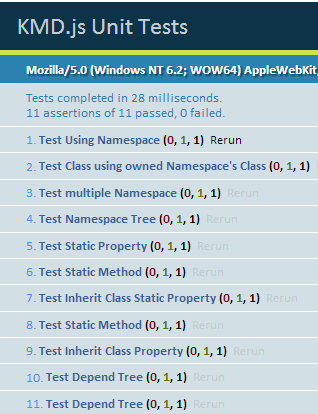 KMD.js Unit Tests
Mozilla/5.0 (Windows NT 6.2; WOW64) AppleWebKit
Tests completed in 28 milliseconds.
11 assertions of 11 passed, 0 failed.
1. Test Using Namespace (0, 1, 1) Rerun
2. Test Class using owned Namespace's Class (0, 1, 1)
3. Test multiple Namespace (0, 1, 1) Rerun
4. Test Namespace Tree (0, 1, 1) Rerun
5. Test Static Property (0, 1, 1) Rerun
6. Test Static Method (0, 1, 1) Rerun
7. Test Inherit Class Static Property (0, 1, 1) Rerun
8. Test Static Method (0, 1, 1) Rerun
9. Test Inherit Class Property (0, 1, 1) Rerun
10. Test Depend Tree (0, 1, 1) Rerun
11. Test Depend Tree (0, 1, 1) Rerun